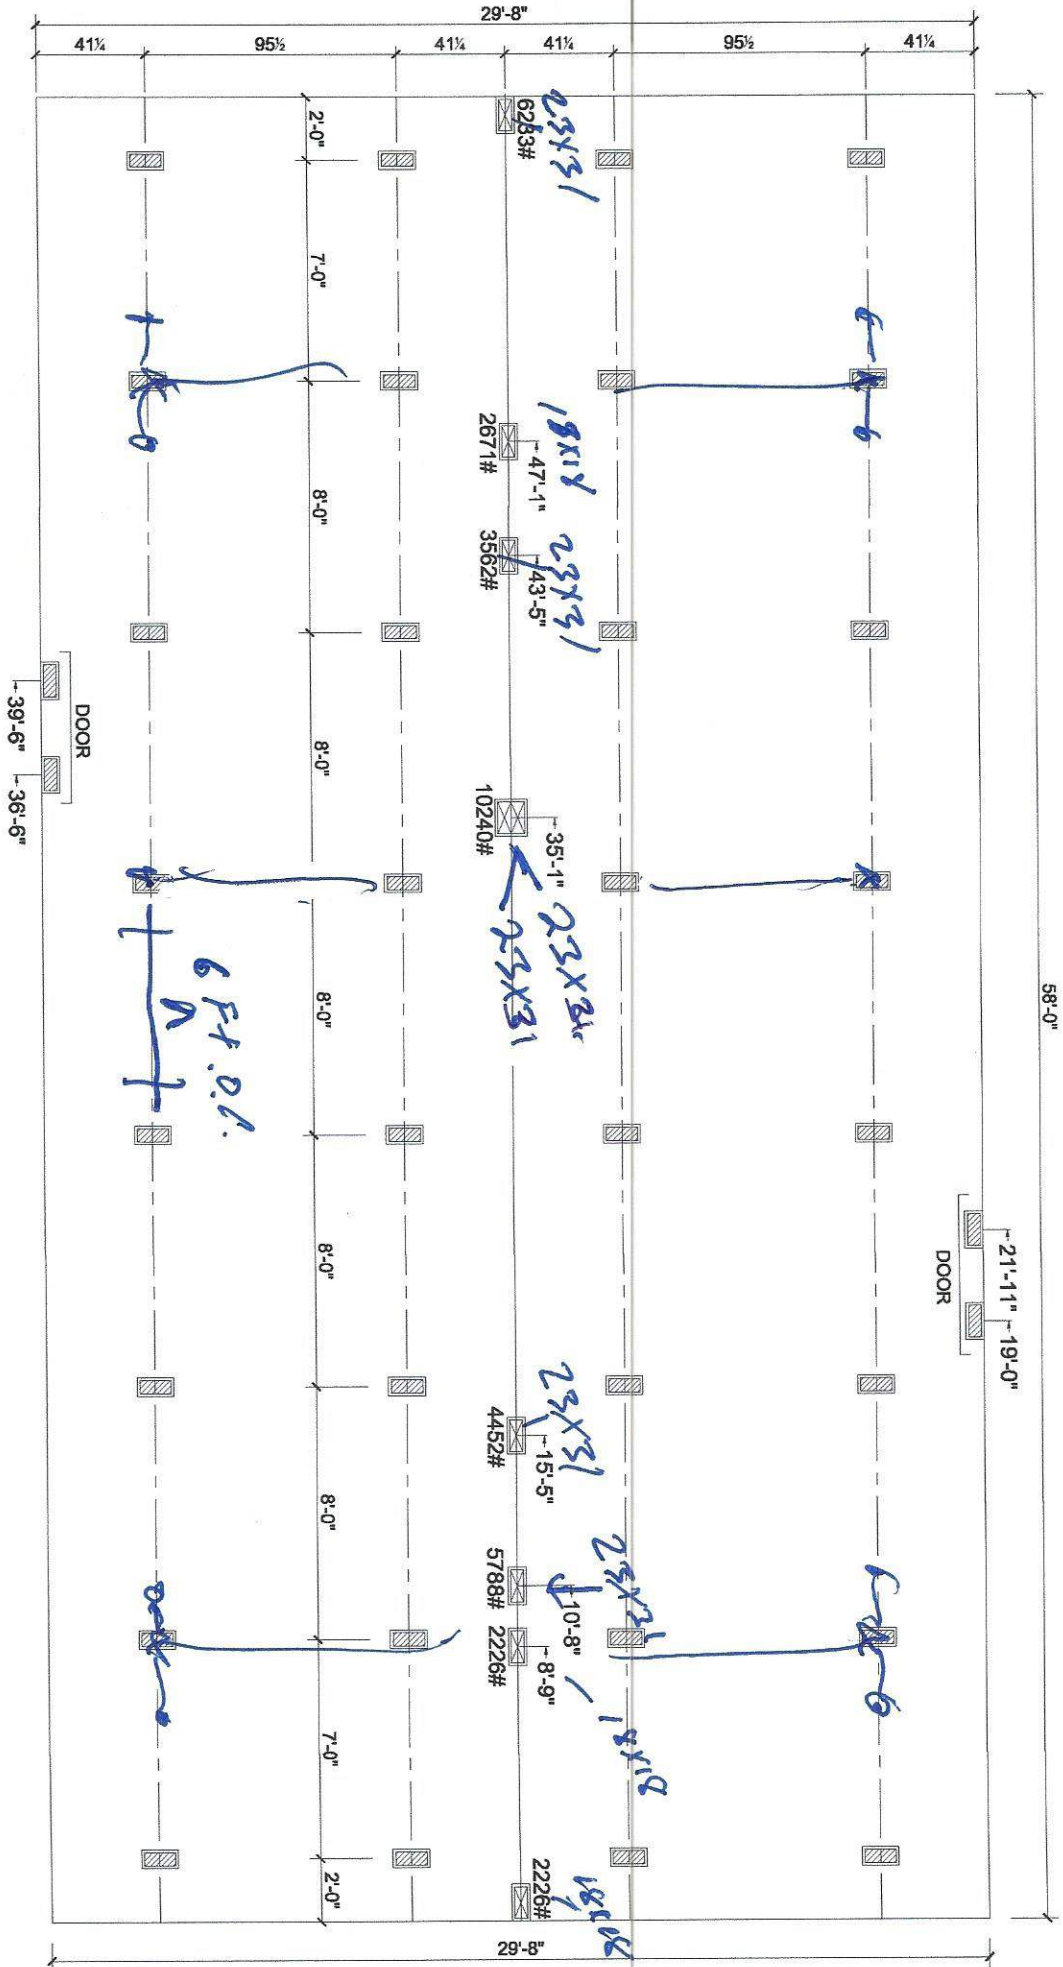 29'-8"
41¼ 95½ 41¼ 41¼ 95½ 41¼
58'-0"
2'-0"
7'-0"
8'-0"
8'-0"
8'-0"
8'-0"
8'-0"
7'-0"
2'-0"
6283#
23X31
2671#
47'-1"
18X18
3562#
43'-5"
23X31
10240#
35'-1"
23X31
23X31
4452#
15'-5"
23X31
5788#
10'-8"
23X31
2226#
8'-9"
18X18
2226#
18X18
DOOR
39'-6"
36'-6"
DOOR
21'-11"
19'-0"
6 Ft. O.C.
29'-8"